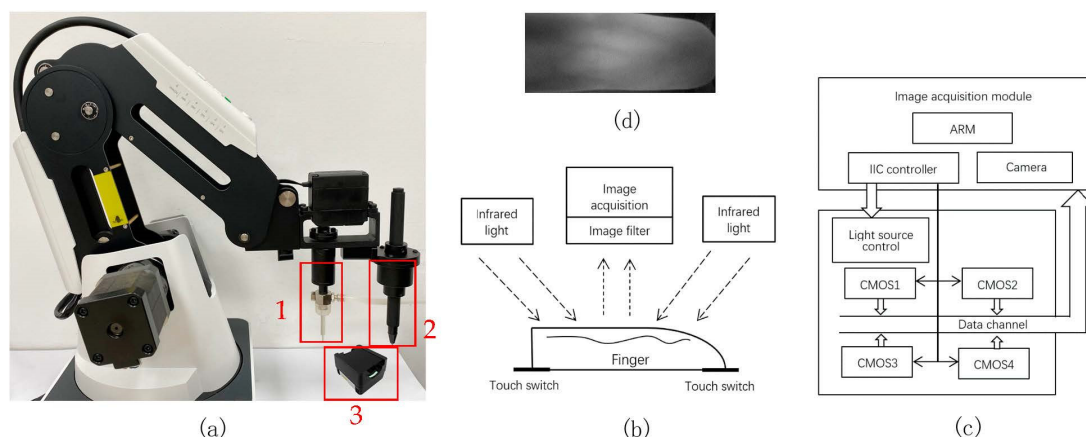 1
2
3
(a)
(d)
Infrared
light
Image
acquisition
Image filter
Infrared
light
Finger
Touch switch
Touch switch
(b)
Image acquisition module
ARM
IIC controller
Camera
Light source
control
CMOS1
CMOS2
Data channel
CMOS3
CMOS4
(c)